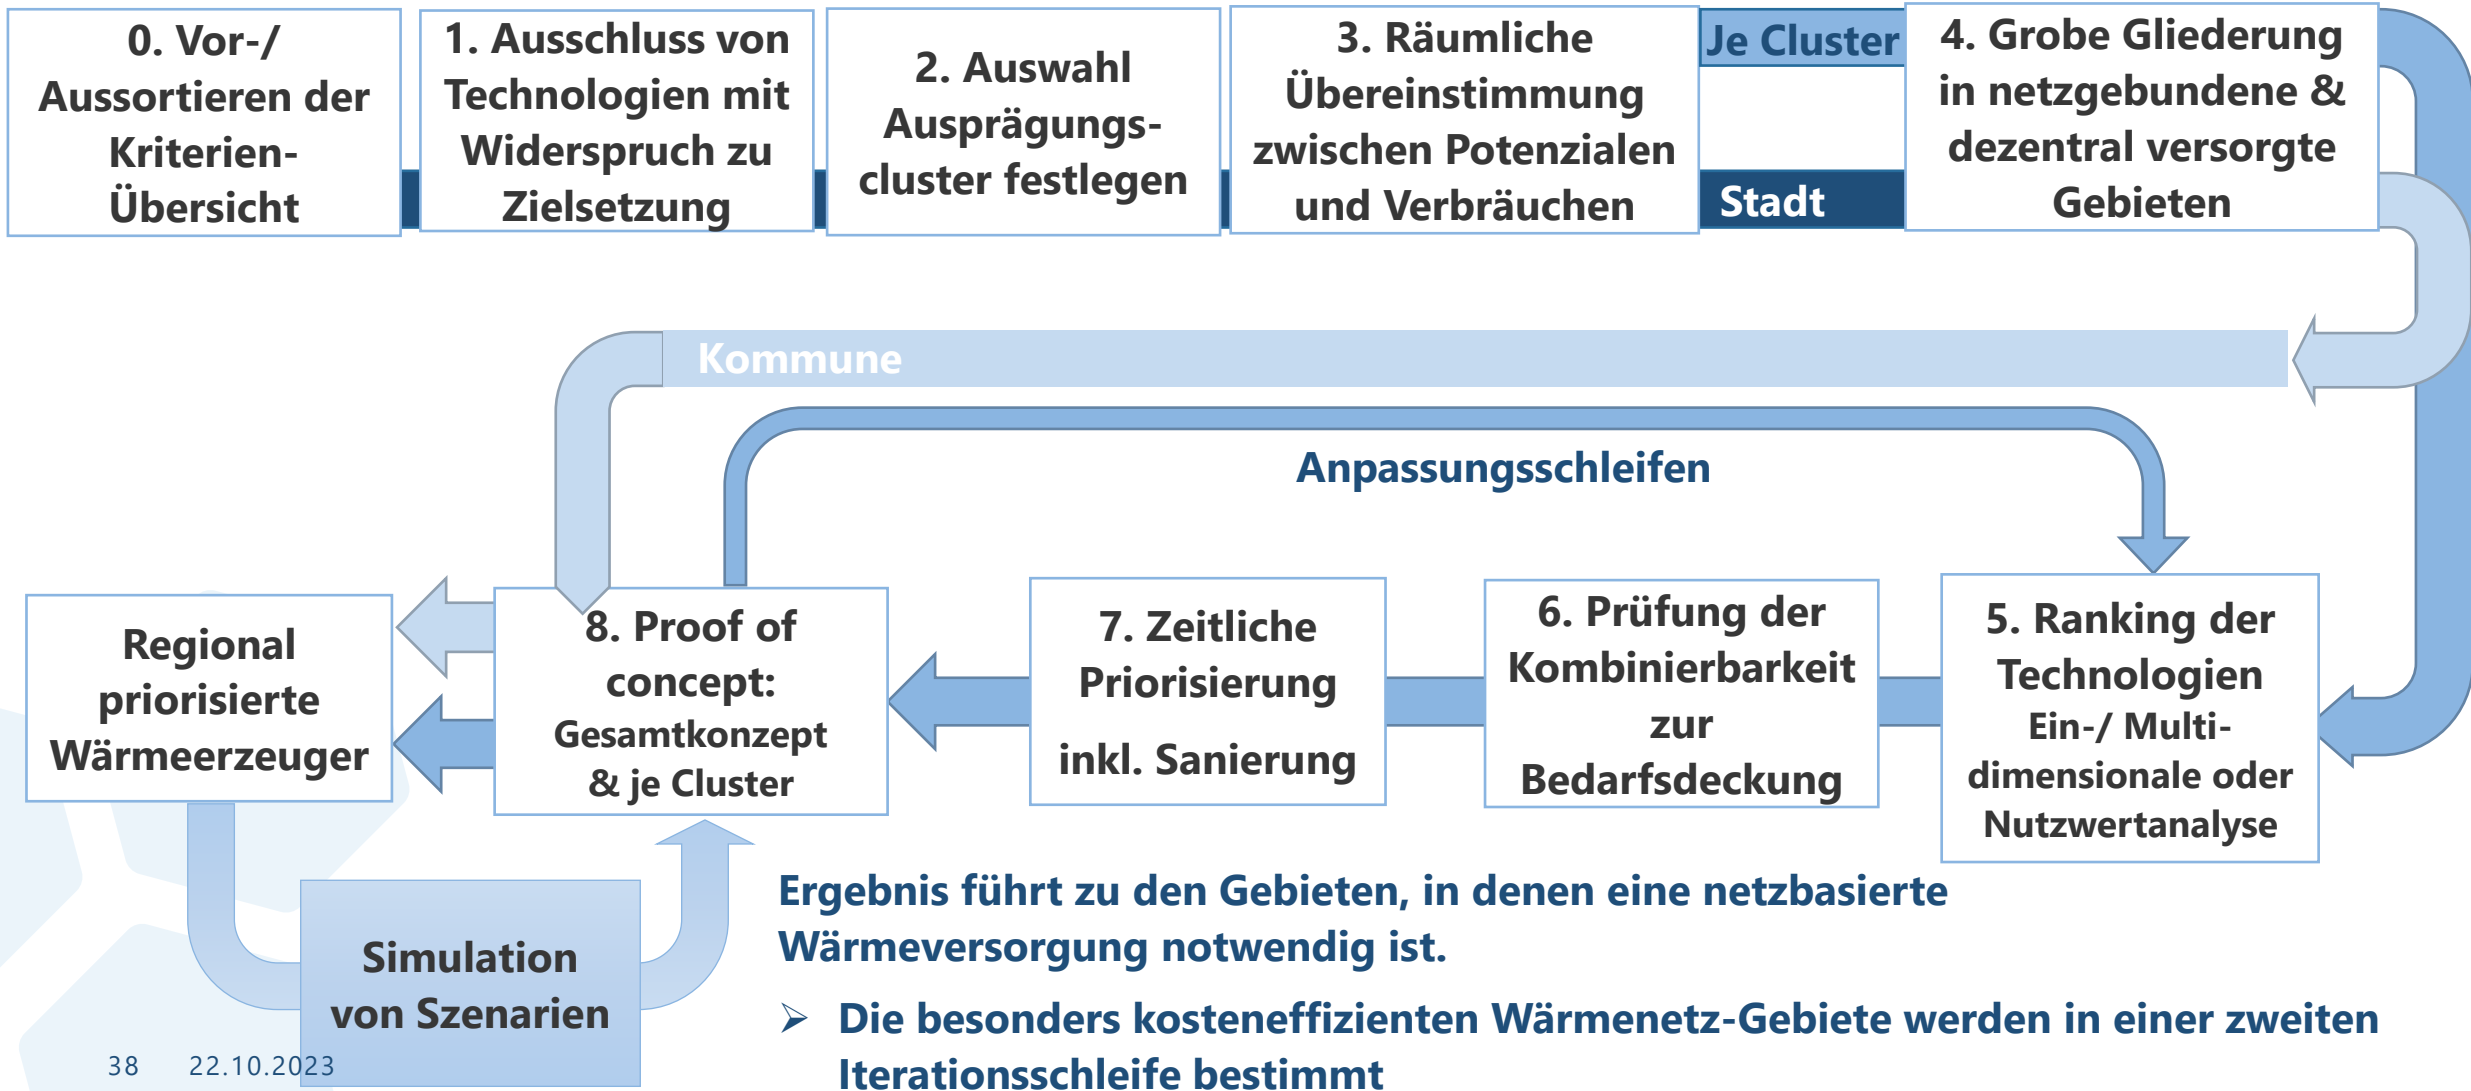 0. Vor-/
Aussortieren der
Kriterien-
Übersicht
1. Ausschluss von
Technologien mit
Widerspruch zu
Zielsetzung
2. Auswahl
Ausprägungs-
cluster festlegen
3. Räumliche
Übereinstimmung
zwischen Potenzialen
und Verbräuchen
Je Cluster
Stadt
4. Grobe Gliederung
in netzgebundene &
dezentral versorgte
Gebieten
Kommune
Anpassungsschleifen
Regional
priorisierte
Wärmeerzeuger
8. Proof of
concept:
Gesamtkonzept
& je Cluster
7. Zeitliche
Priorisierung
inkl. Sanierung
6. Prüfung der
Kombinierbarkeit
zur
Bedarfsdeckung
5. Ranking der
Technologien
Ein-/ Multi-
dimensionale oder
Nutzwertanalyse
Simulation
von Szenarien
Ergebnis führt zu den Gebieten, in denen eine netzbasierte
Wärmeversorgung notwendig ist.
➢ Die besonders kosteneffizienten Wärmenetz-Gebiete werden in einer zweiten
Iterationsschleife bestimmt
38 22.10.2023